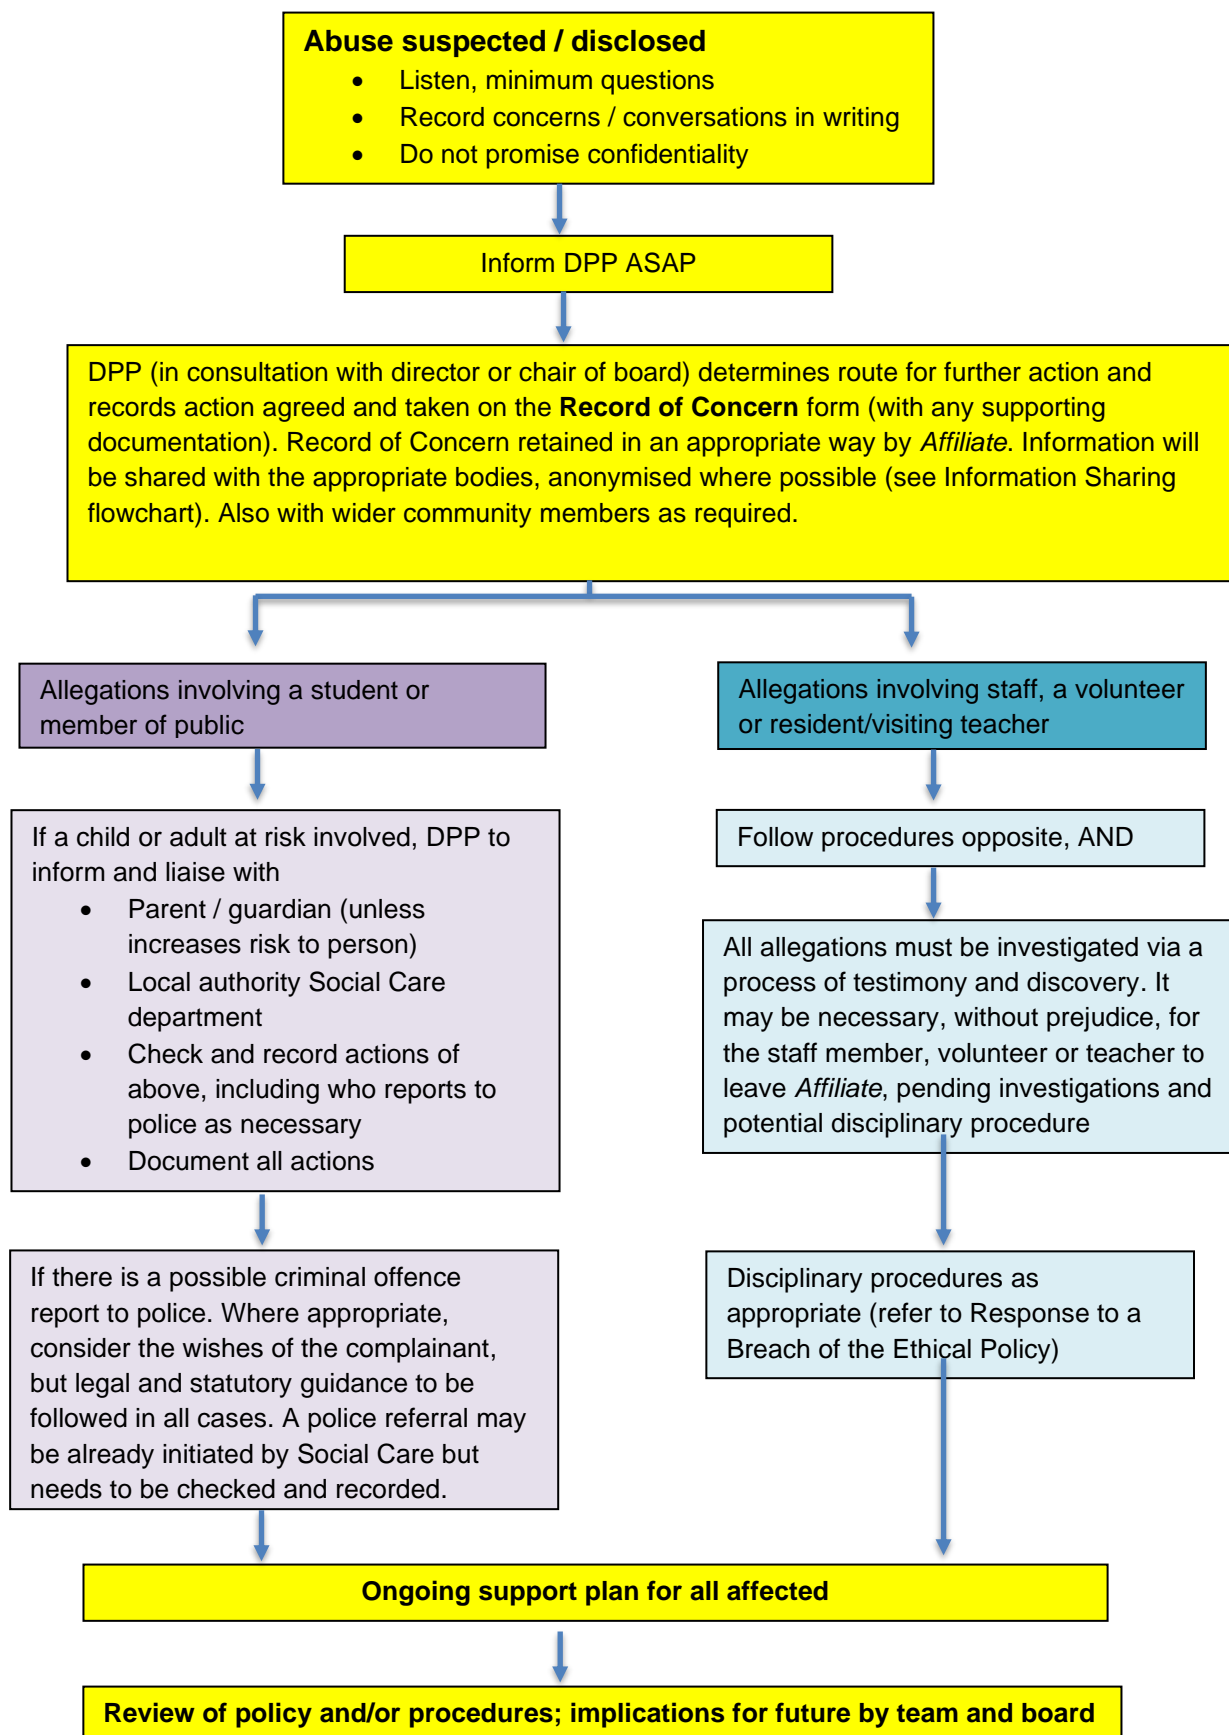 Abuse suspected / disclosed
• Listen, minimum questions
• Record concerns / conversations in writing
• Do not promise confidentiality
Inform DPP ASAP
DPP (in consultation with director or chair of board) determines route for further action and
records action agreed and taken on the Record of Concern form (with any supporting
documentation). Record of Concern retained in an appropriate way by Affiliate. Information will
be shared with the appropriate bodies, anonymised where possible (see Information Sharing
flowchart). Also with wider community members as required.
Allegations involving a student or
member of public
If a child or adult at risk involved, DPP to
inform and liaise with
• Parent / guardian (unless
increases risk to person)
• Local authority Social Care
department
• Check and record actions of
above, including who reports to
police as necessary
• Document all actions
If there is a possible criminal offence
report to police. Where appropriate,
consider the wishes of the complainant,
but legal and statutory guidance to be
followed in all cases. A police referral may
be already initiated by Social Care but
needs to be checked and recorded.
Allegations involving staff, a volunteer
or resident/visiting teacher
Follow procedures opposite, AND
All allegations must be investigated via a
process of testimony and discovery. It
may be necessary, without prejudice, for
the staff member, volunteer or teacher to
leave Affiliate, pending investigations and
potential disciplinary procedure
Disciplinary procedures as
appropriate (refer to Response to a
Breach of the Ethical Policy)
Ongoing support plan for all affected
Review of policy and/or procedures; implications for future by team and board